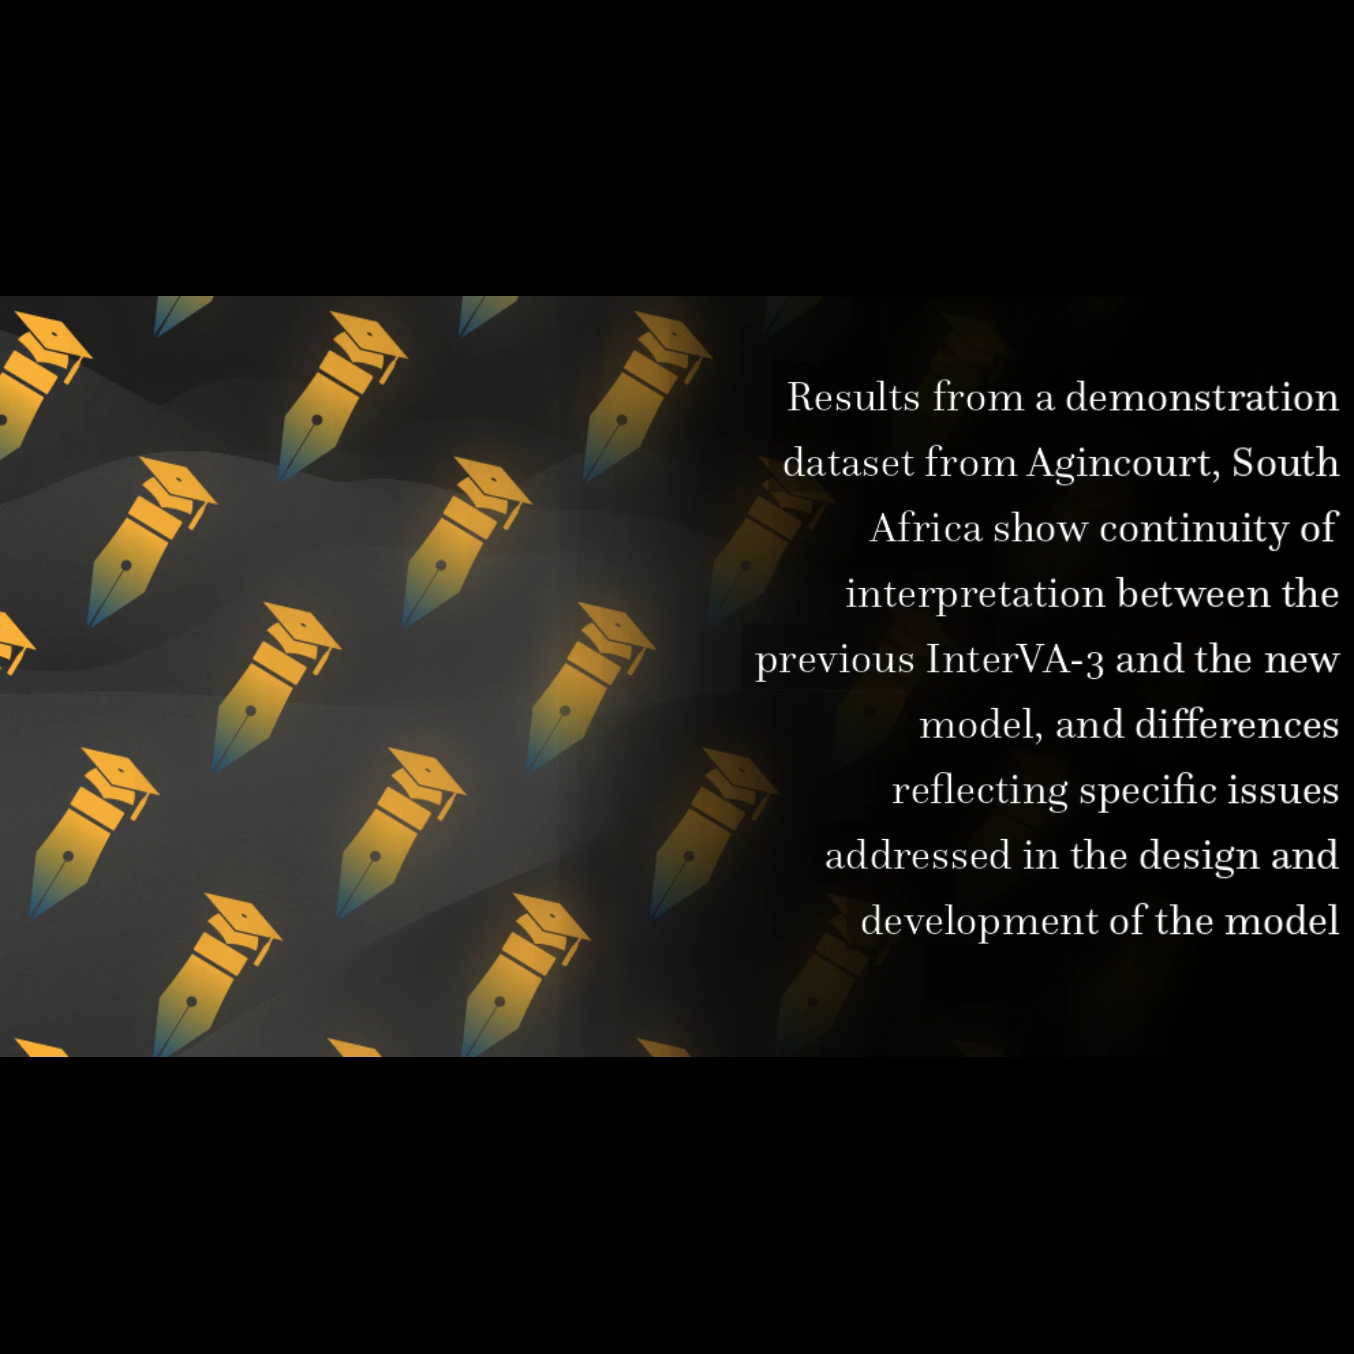 Results from a demonstration
dataset from Agincourt, South
Africa show continuity of
interpretation between the
previous InterVA-3 and the new
model, and differences
reflecting specific issues
addressed in the design and
development of the model